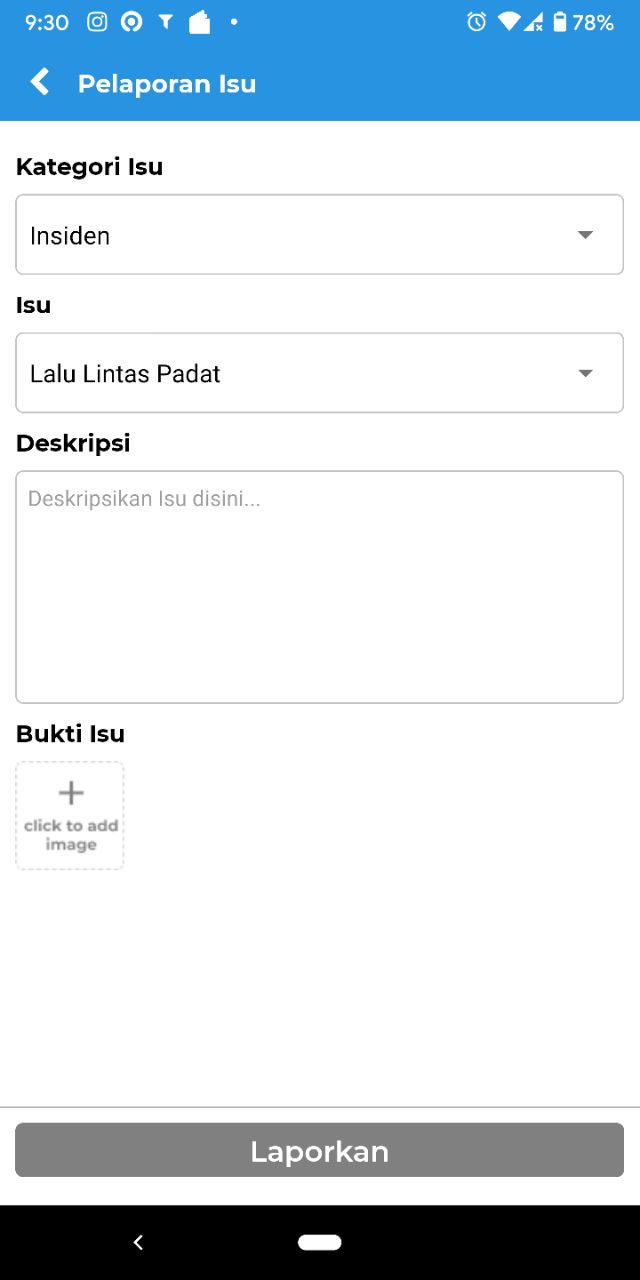 9:30
78%
Pelaporan Isu
Kategori Isu
Insiden
Isu
Lalu Lintas Padat
Deskripsi
Deskripsikan Isu disini...
Bukti Isu
click to add
image
Laporkan